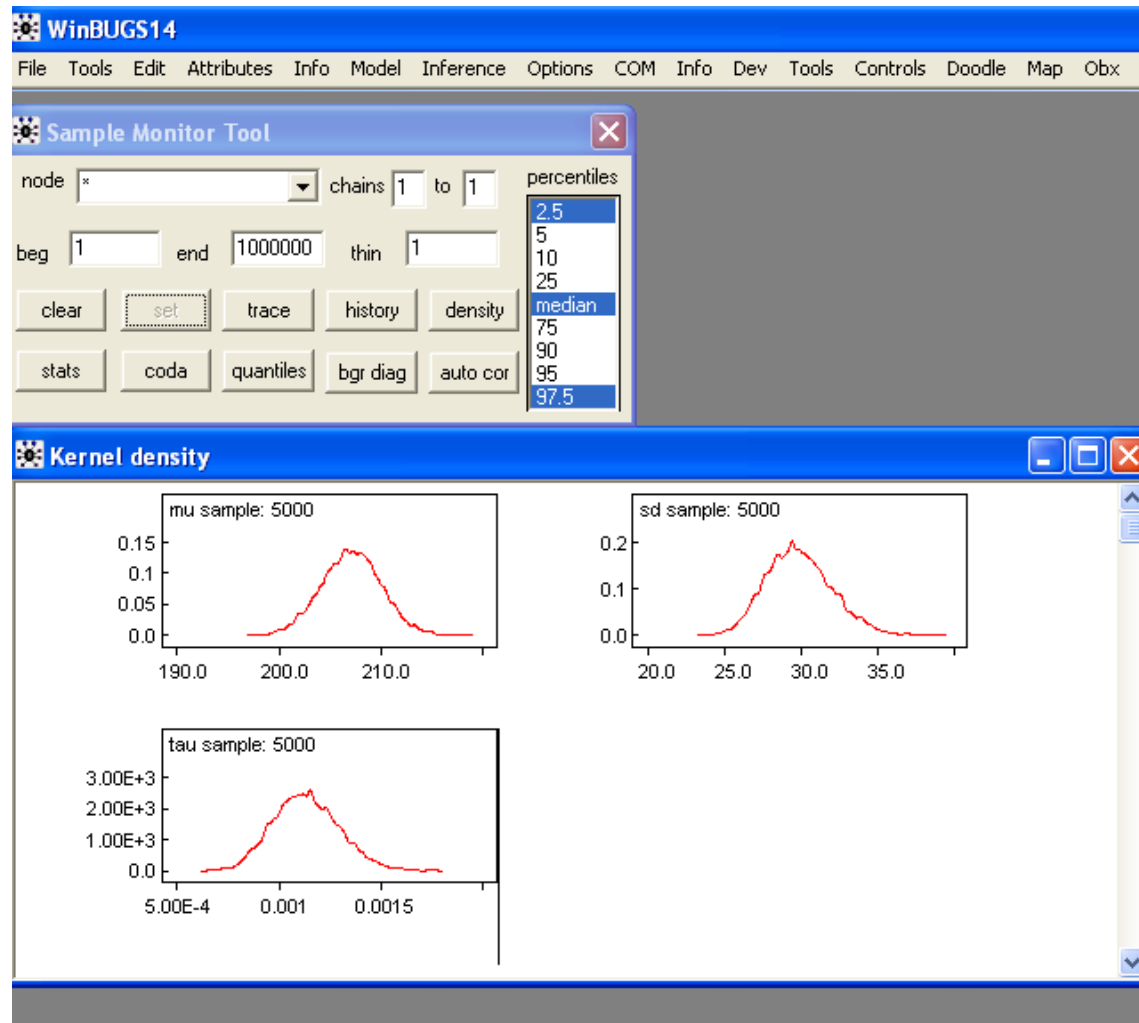 WinBUGS14
File Tools Edit Attributes Info Model Inference Options COM Info Dev Tools Controls Doodle Map Obx
Sample Monitor Tool
node * chains 1 to 1 percentiles
2.5
5
10
25
median
75
90
95
97.5
beg 1 end 1000000 thin 1
clear set trace history density
stats coda quantiles bgr diag auto cor
Kernel density
mu sample: 5000
0.15
0.1
0.05
0.0
190.0 200.0 210.0
sd sample: 5000
0.2
0.1
0.0
20.0 25.0 30.0 35.0
tau sample: 5000
3.00E+3
2.00E+3
1.00E+3
0.0
5.00E-4 0.001 0.0015